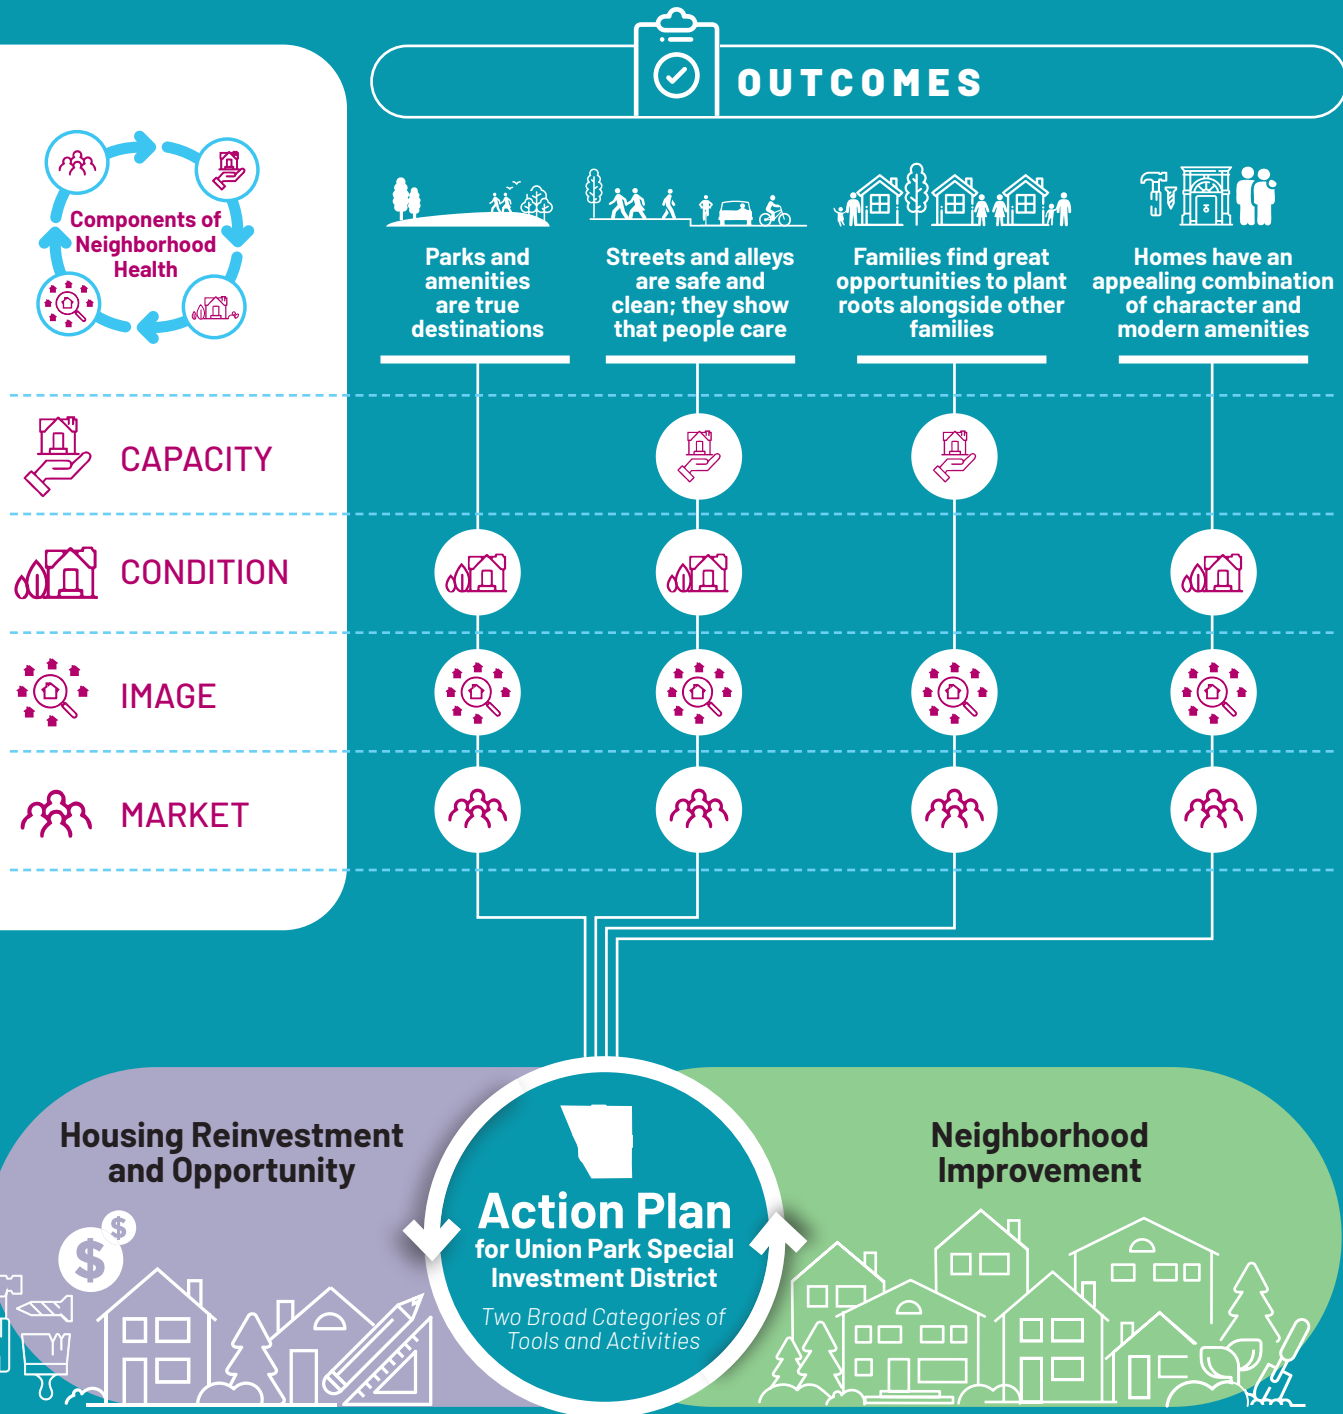 OUTCOMES
Components of
Neighborhood
Health
Parks and
amenities
are true
destinations
Streets and alleys
are safe and
clean; they show
that people care
Families find great
opportunities to plant
roots alongside other
families
Homes have an
appealing combination
of character and
modern amenities
CAPACITY
CONDITION
IMAGE
MARKET
Housing Reinvestment
and Opportunity
$
$
Action Plan
for Union Park Special
Investment District
Two Broad Categories of
Tools and Activities
Neighborhood
Improvement